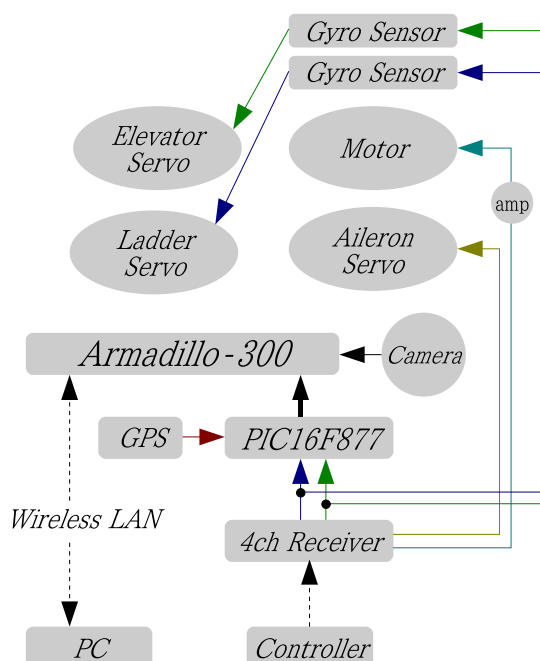 Gyro Sensor
Gyro Sensor
Elevator
Servo
Motor
amp
Ladder
Servo
Aileron
Servo
Armadillo-300
Camera
GPS
PIC16F877
Wireless LAN
4ch Receiver
PC
Controller